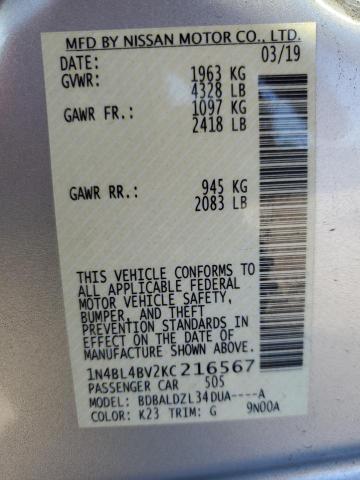 MFD BY NISSAN MOTOR CO., LTD.
DATE: 03/19
GVWR: 1963 KG
4328 LB
GAWR FR.: 1097 KG
2418 LB
GAWR RR.: 945 KG
2083 LB
THIS VEHICLE CONFORMS TO
ALL APPLICABLE FEDERAL
MOTOR VEHICLE SAFETY,
BUMPER, AND THEFT
PREVENTION STANDARDS IN
EFFECT ON THE DATE OF
MANUFACTURE SHOWN ABOVE.
1N4BL4BV2KC216567
PASSENGER CAR 505
MODEL: BDBALDZL34DUA----A
COLOR: K23 TRIM: G 9N00A